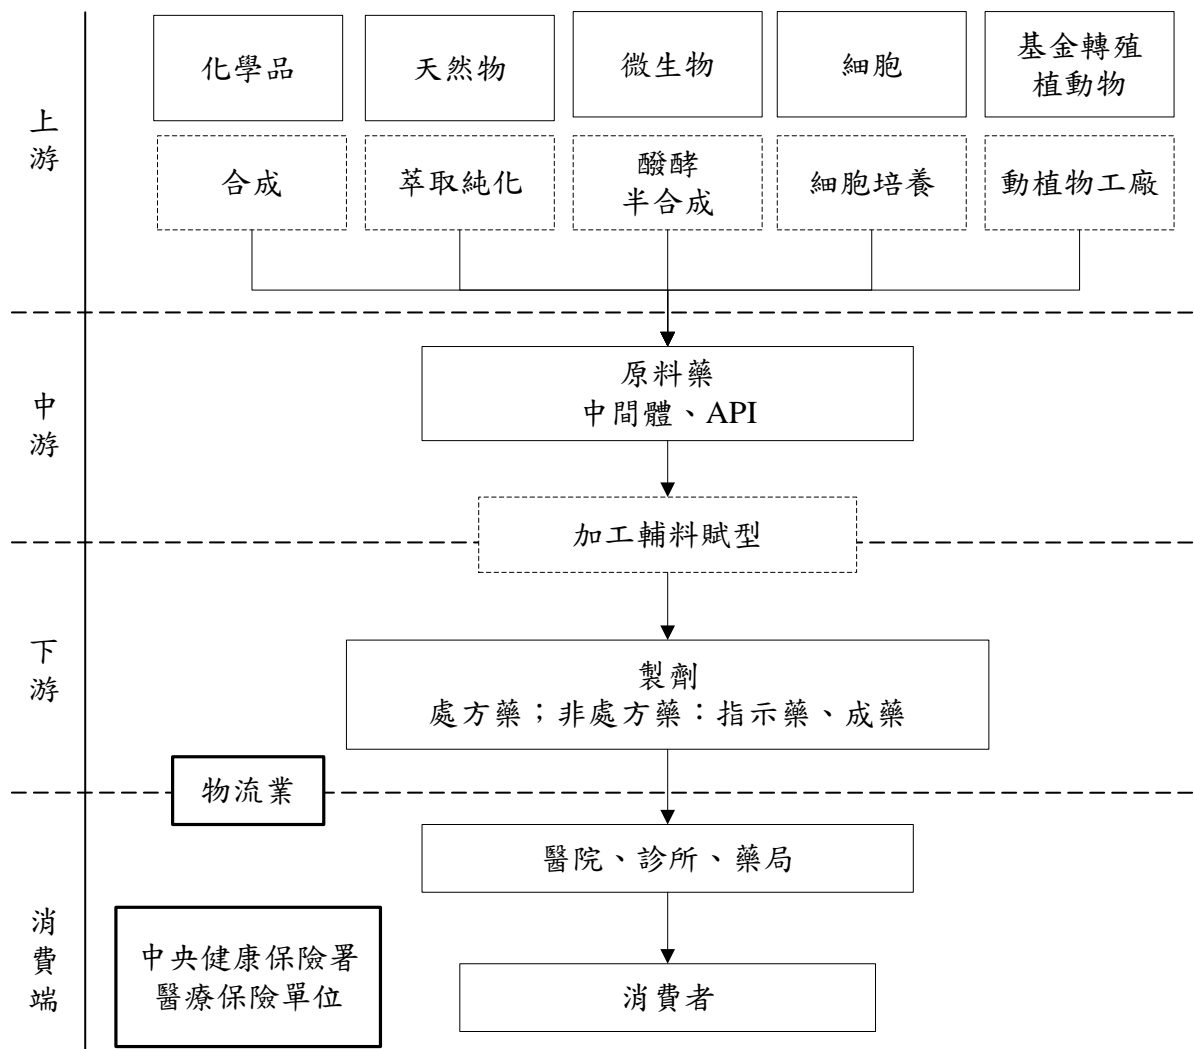 上游
化學品
天然物
微生物
細胞
基金轉殖
植動物
合成
萃取純化
醱酵
半合成
細胞培養
動植物工廠
中游
原料藥
中間體、API
加工輔料賦型
下游
製劑
處方藥；非處方藥：指示藥、成藥
物流業
消費端
醫院、診所、藥局
中央健康保險署
醫療保險單位
消費者